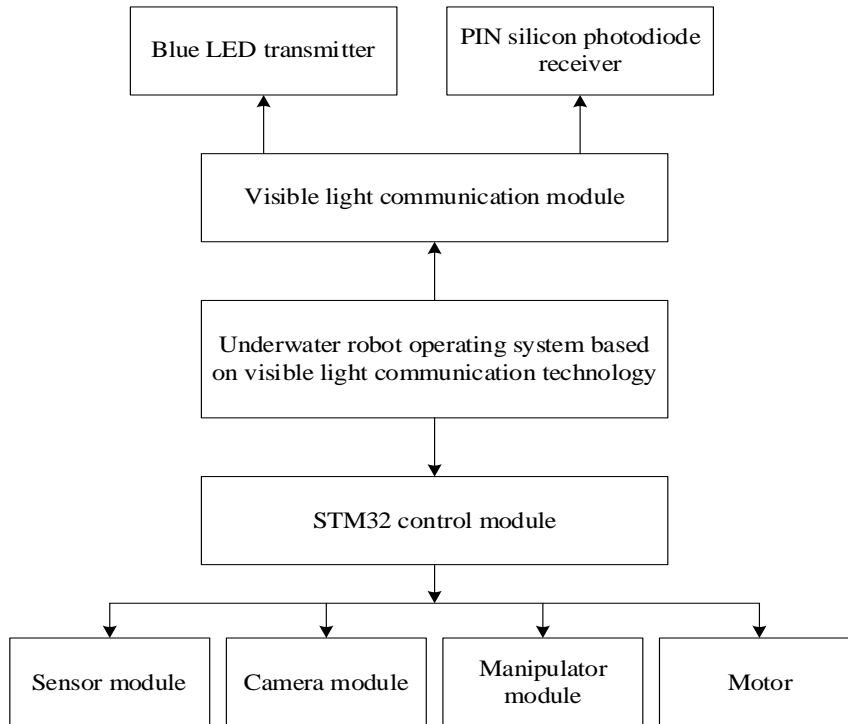 Blue LED transmitter
PIN silicon photodiode
receiver
Visible light communication module
Underwater robot operating system based
on visible light communication technology
STM32 control module
Sensor module
Camera module
Manipulator
module
Motor